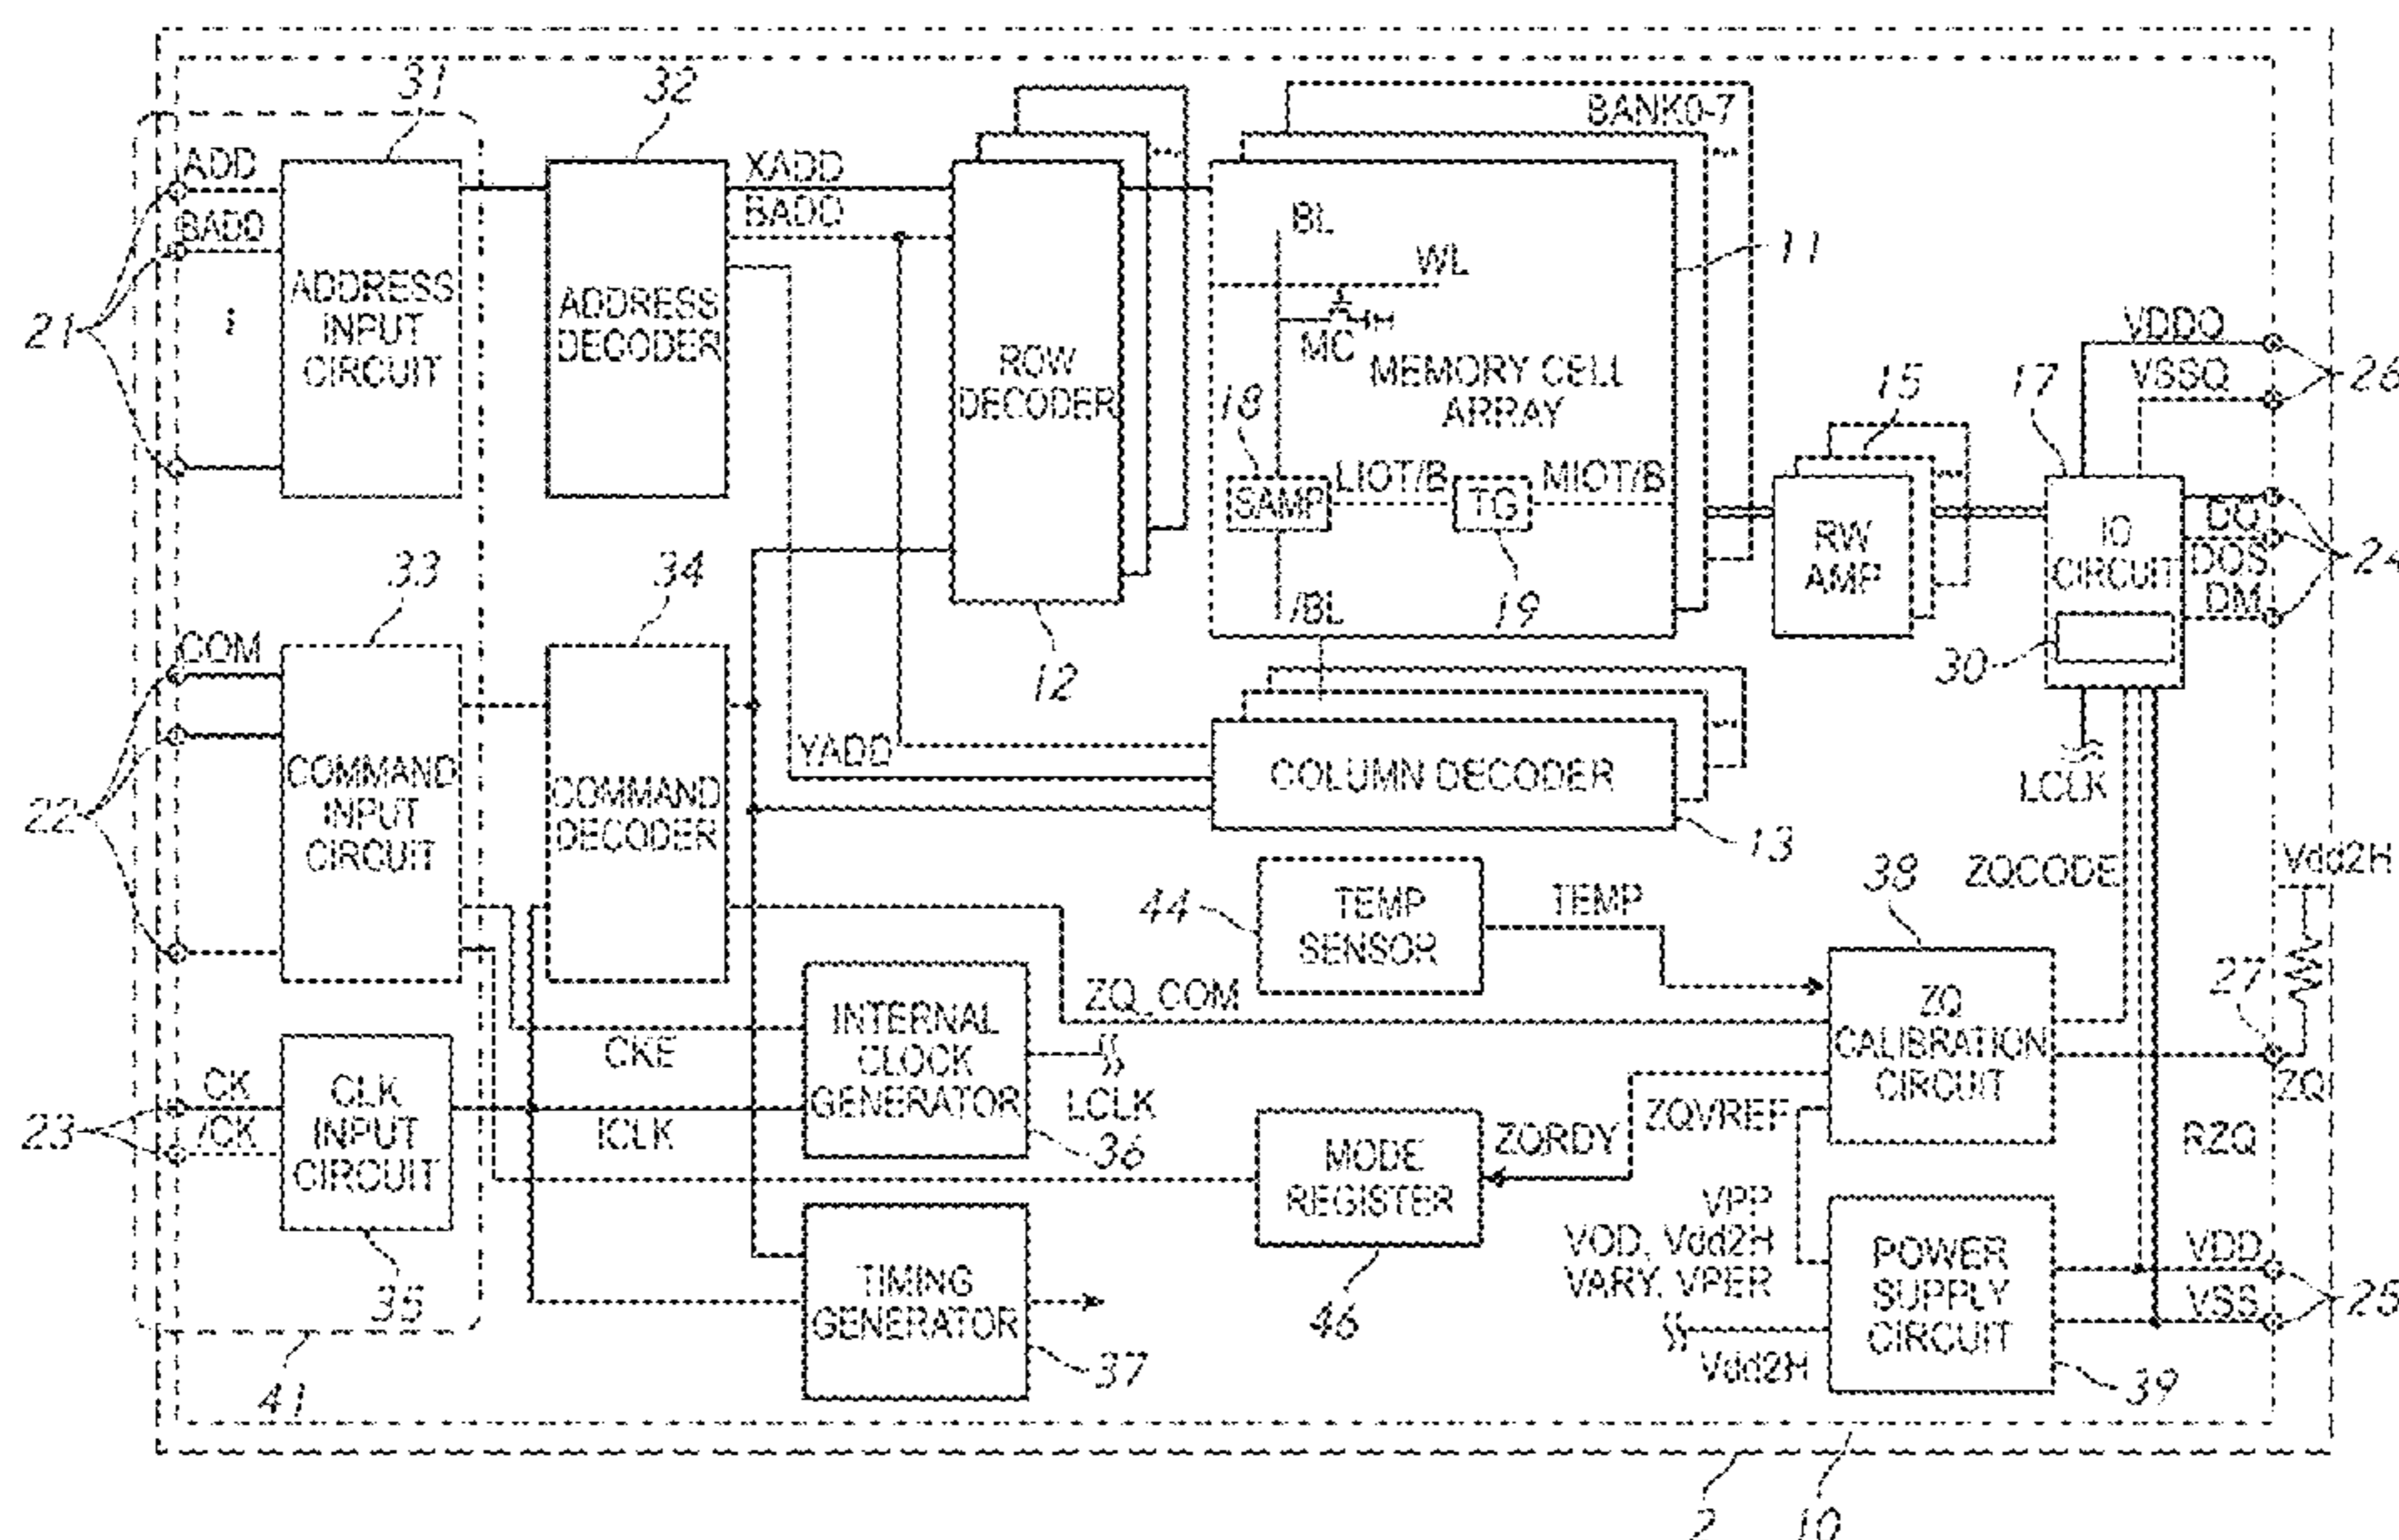 31
32
BANK0-7
ADD
BADD
ADDRESS
INPUT
CIRCUIT
ADDRESS
DECODER
XADD
BADD
ROW
DECODER
BL
WL
MC
MEMORY CELL
ARRAY
11
21
18
SAMP
LIOT/B
TG
MIOT/B
19
/BL
15
RW
AMP
17
IO
CIRCUIT
30
VDDQ
VSSQ
26
DQ
DQS
DM
24
33
34
12
COM
COMMAND
INPUT
CIRCUIT
COMMAND
DECODER
YADD
COLUMN DECODER
13
LCLK
22
ZQCODE
Vdd2H
44
TEMP
SENSOR
TEMP
38
ZQ_COM
ZQ
CALIBRATION
CIRCUIT
27
ZQ
RZQ
CKE
INTERNAL
CLOCK
GENERATOR
LCLK
36
CK
/CK
23
CLK
INPUT
CIRCUIT
35
ICLK
MODE
REGISTER
46
ZQRDY
ZQVREF
VPP
VOD, Vdd2H
VARY, VPER
Vdd2H
POWER
SUPPLY
CIRCUIT
39
VDD
VSS
TIMING
GENERATOR
37
41
2
10